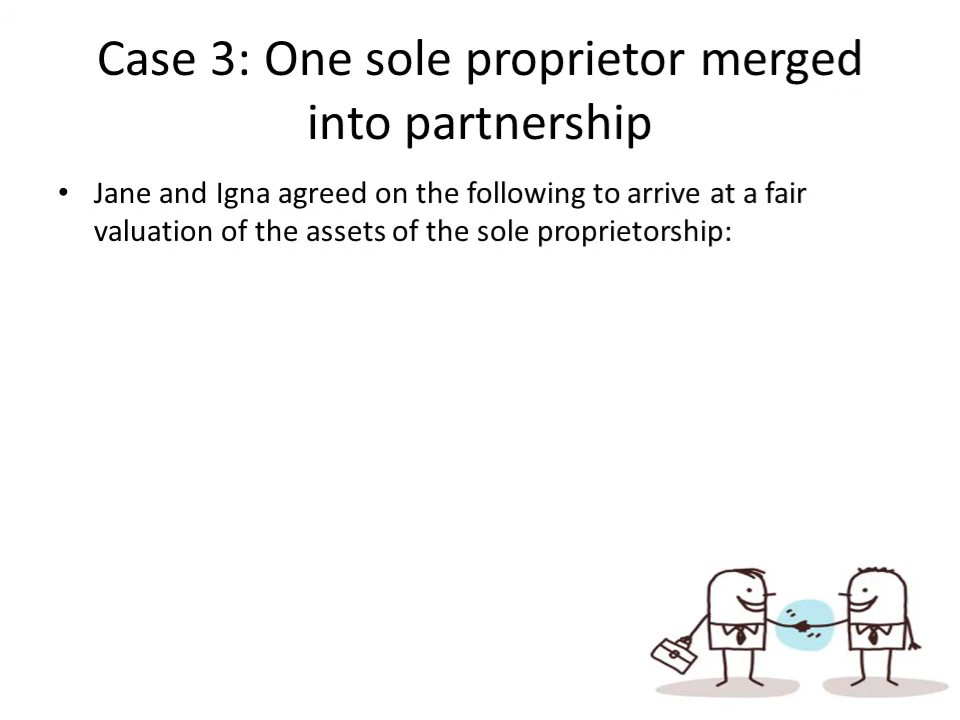 Case 3: One sole proprietor merged
into partnership
• Jane and Igna agreed on the following to arrive at a fair
valuation of the assets of the sole proprietorship: